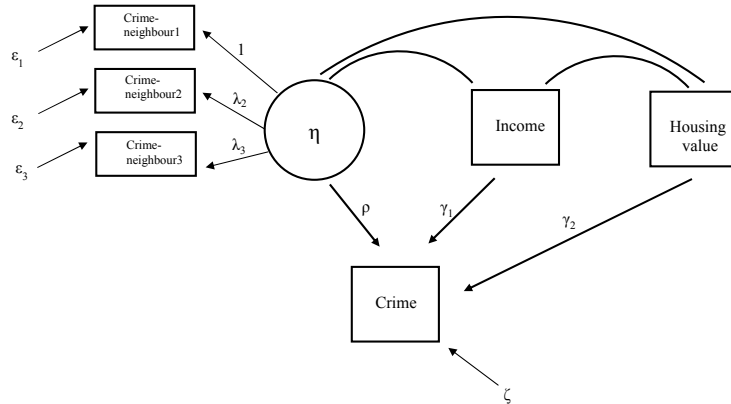 Crime-
neighbour1
ε1
1
Crime-
neighbour2
ε2
λ2
η
Income
Housing
value
Crime-
neighbour3
ε3
λ3
ρ
γ1
γ2
Crime
ζ